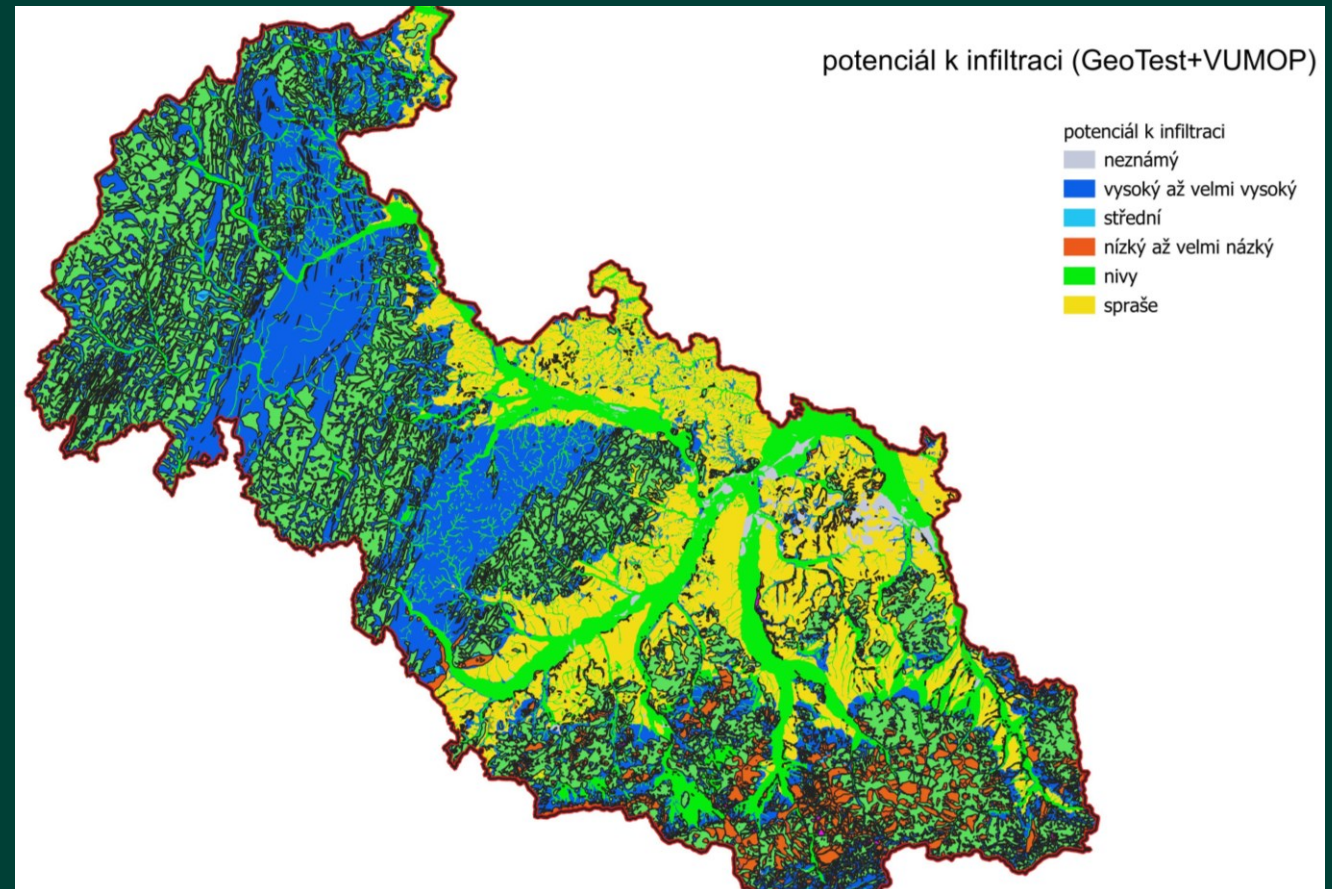 potenciál k infiltraci (GeoTest+VUMOP)
potenciál k infiltraci
neznámý
vysoký až velmi vysoký
střední
nízký až velmi názký
nivy
spraše